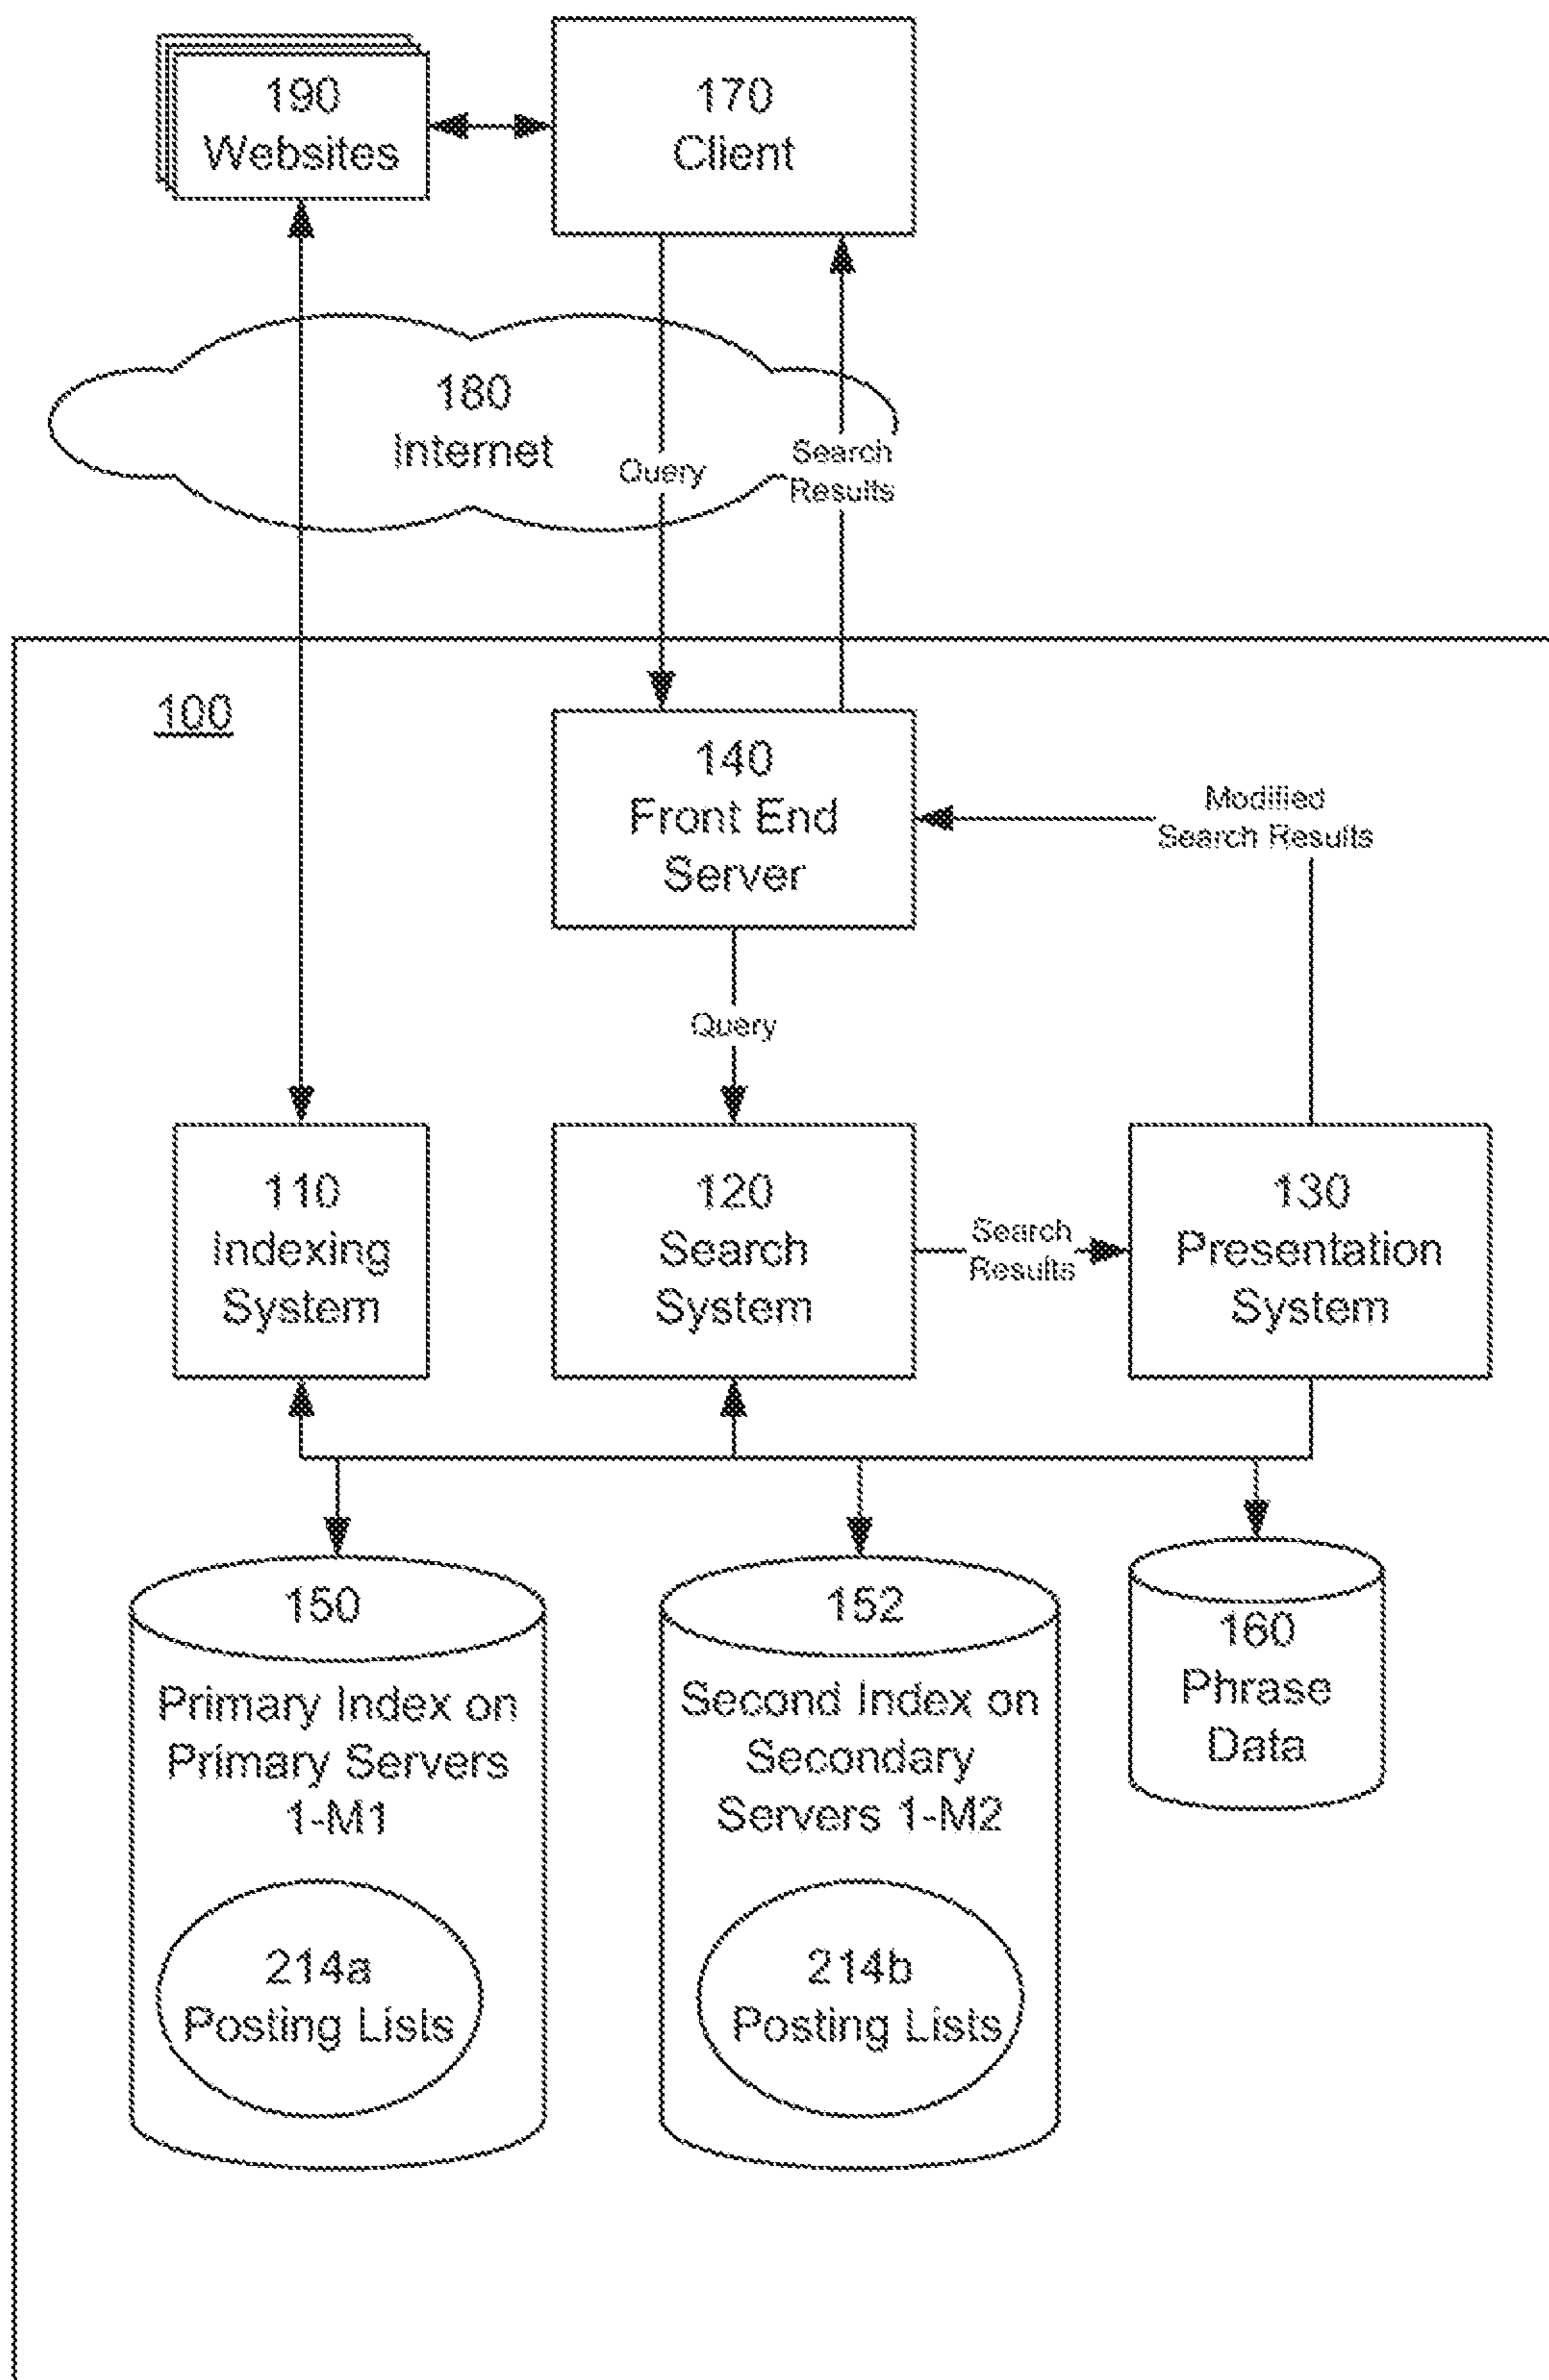 190
Websites
170
Client
180
Internet
Query
Search
Results
100
140
Front End
Server
Modified
Search Results
Query
110
Indexing
System
120
Search
System
Search
Results
130
Presentation
System
150
Primary Index on
Primary Servers
1-M1
214a
Posting Lists
152
Second Index on
Secondary
Servers 1-M2
214b
Posting Lists
160
Phrase
Data